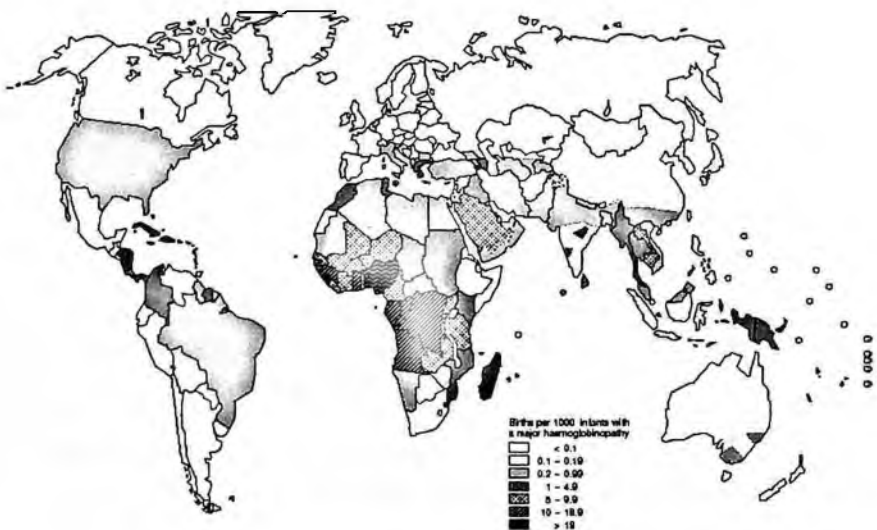 Births per 1000 infants with
a major haemoglobinopathy
< 0.1
0.1 – 0.19
0.2 – 0.99
1 – 4.9
5 – 9.9
10 – 18.9
> 19